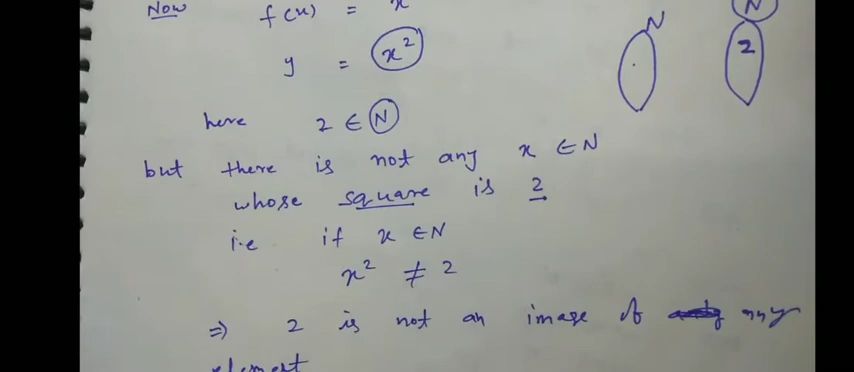 Now f(x) = x
N
N
2
y = x²
here 2 ∈ N
but there is not any x ∈ N
whose square is 2
i.e if x ∈ N
x² ≠ 2
⇒ 2 is not an image of any
element